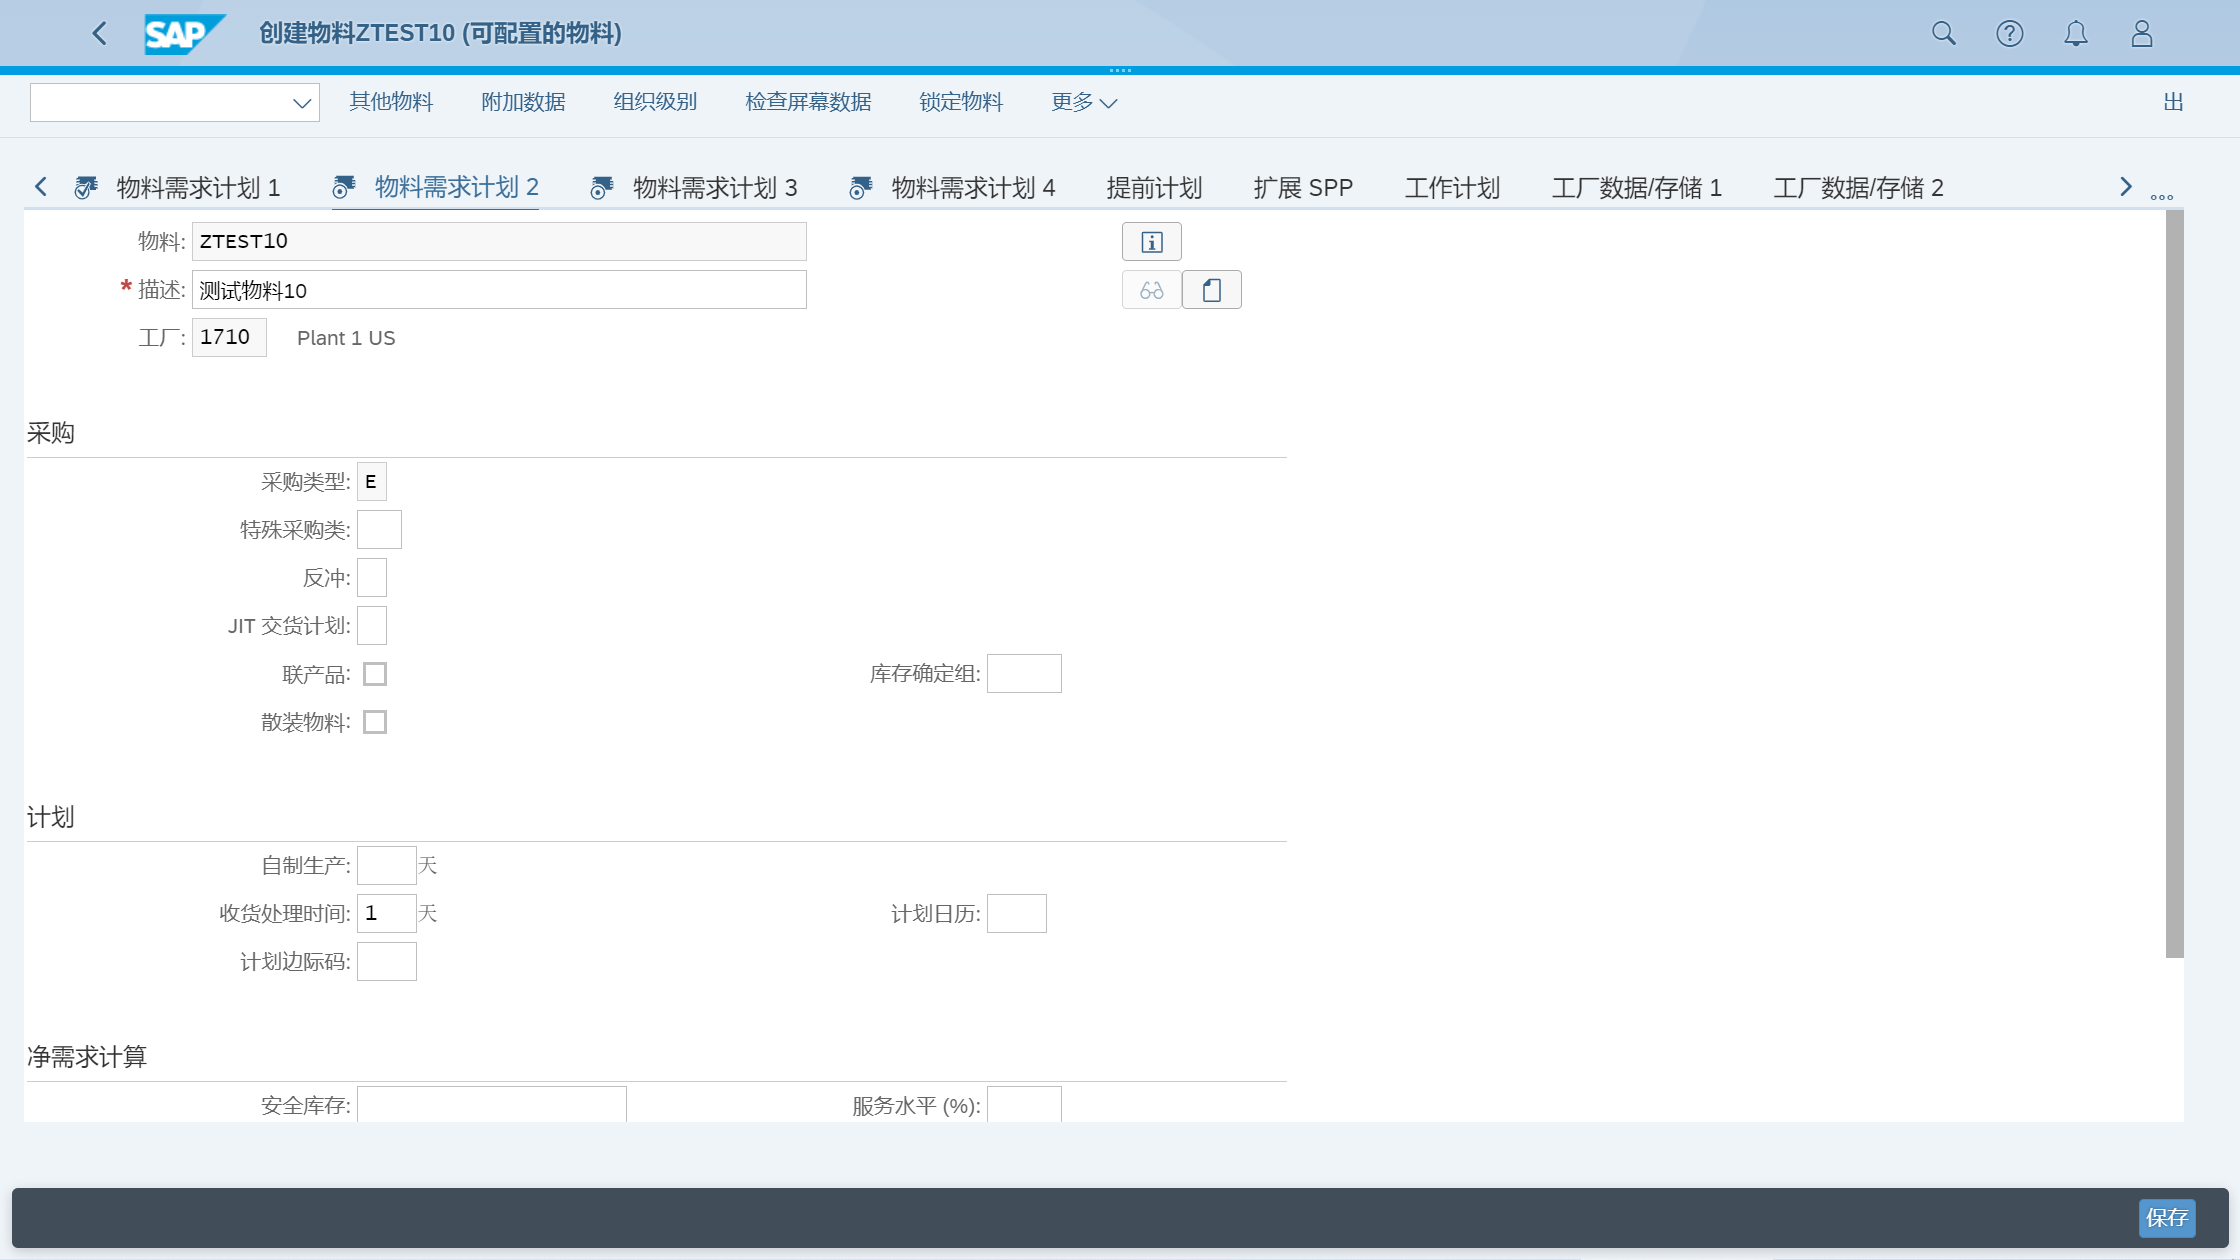 SAP 创建物料ZTEST10 (可配置的物料)
其他物料 附加数据 组织级别 检查屏幕数据 锁定物料 更多 出
物料需求计划 1 物料需求计划 2 物料需求计划 3 物料需求计划 4 提前计划 扩展 SPP 工作计划 工厂数据/存储 1 工厂数据/存储 2
物料: ZTEST10
* 描述: 测试物料10
工厂: 1710 Plant 1 US
采购
采购类型: E
特殊采购类:
反冲:
JIT 交货计划:
联产品: 库存确定组:
散装物料:
计划
自制生产: 天
收货处理时间: 1 天 计划日历:
计划边际码:
净需求计算
安全库存: 服务水平 (%):
保存